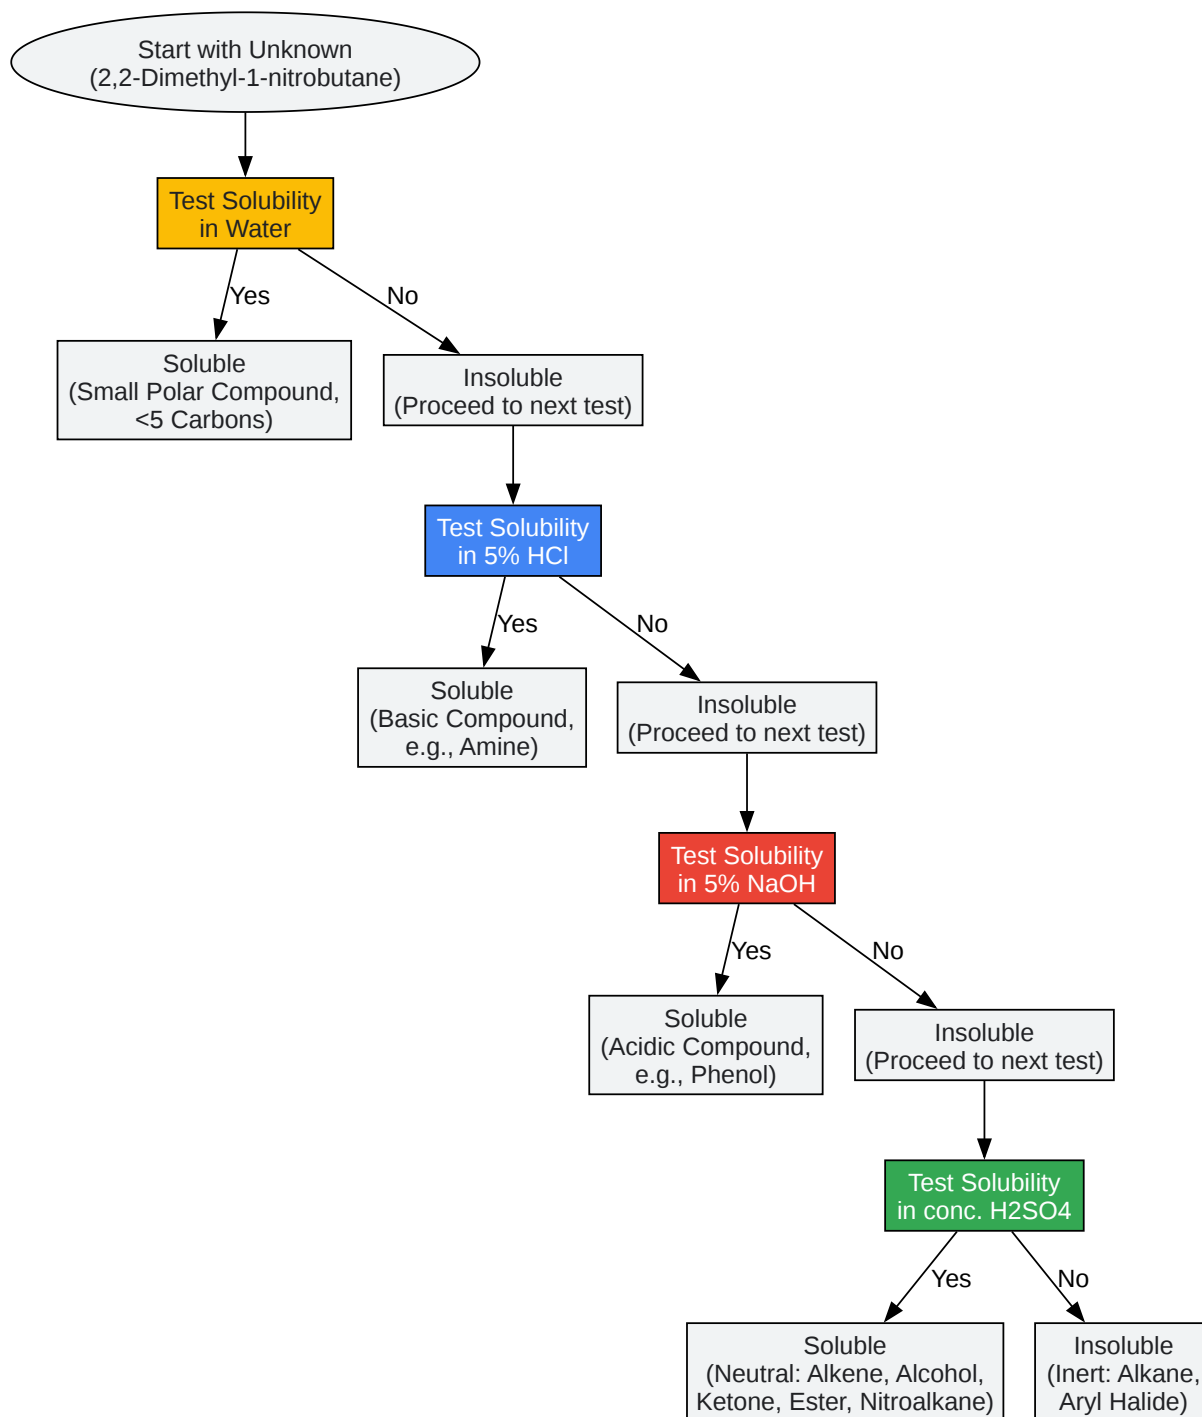 Start with Unknown
(2,2-Dimethyl-1-nitrobutane)
Test Solubility
in Water
Yes
No
Soluble
(Small Polar Compound,
<5 Carbons)
Insoluble
(Proceed to next test)
Test Solubility
in 5% HCl
Yes
No
Soluble
(Basic Compound,
e.g., Amine)
Insoluble
(Proceed to next test)
Test Solubility
in 5% NaOH
Yes
No
Soluble
(Acidic Compound,
e.g., Phenol)
Insoluble
(Proceed to next test)
Test Solubility
in conc. H2SO4
Yes
No
Soluble
(Neutral: Alkene, Alcohol,
Ketone, Ester, Nitroalkane)
Insoluble
(Inert: Alkane,
Aryl Halide)